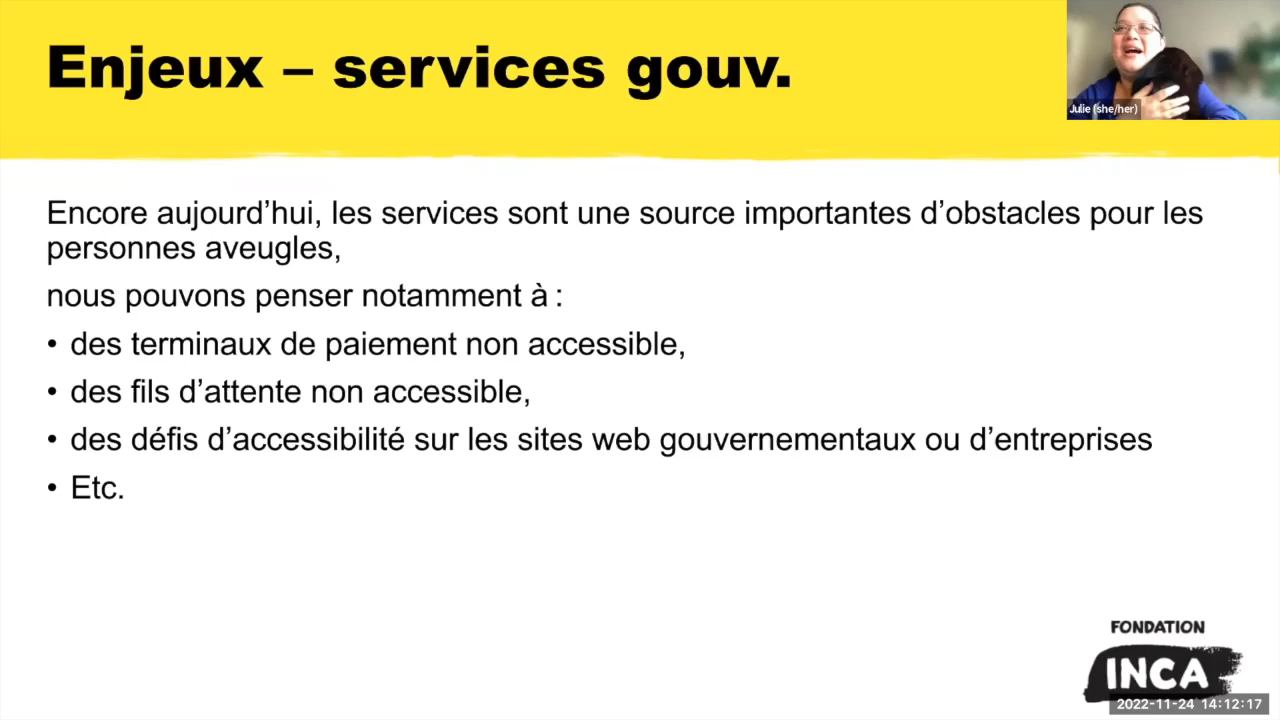 Enjeux – services gouv.
Julie (she/her)
Encore aujourd’hui, les services sont une source importantes d’obstacles pour les
personnes aveugles,
nous pouvons penser notamment à :
• des terminaux de paiement non accessible,
• des fils d’attente non accessible,
• des défis d’accessibilité sur les sites web gouvernementaux ou d’entreprises
• Etc.
FONDATION
INCA
2022-11-24 14:12:17